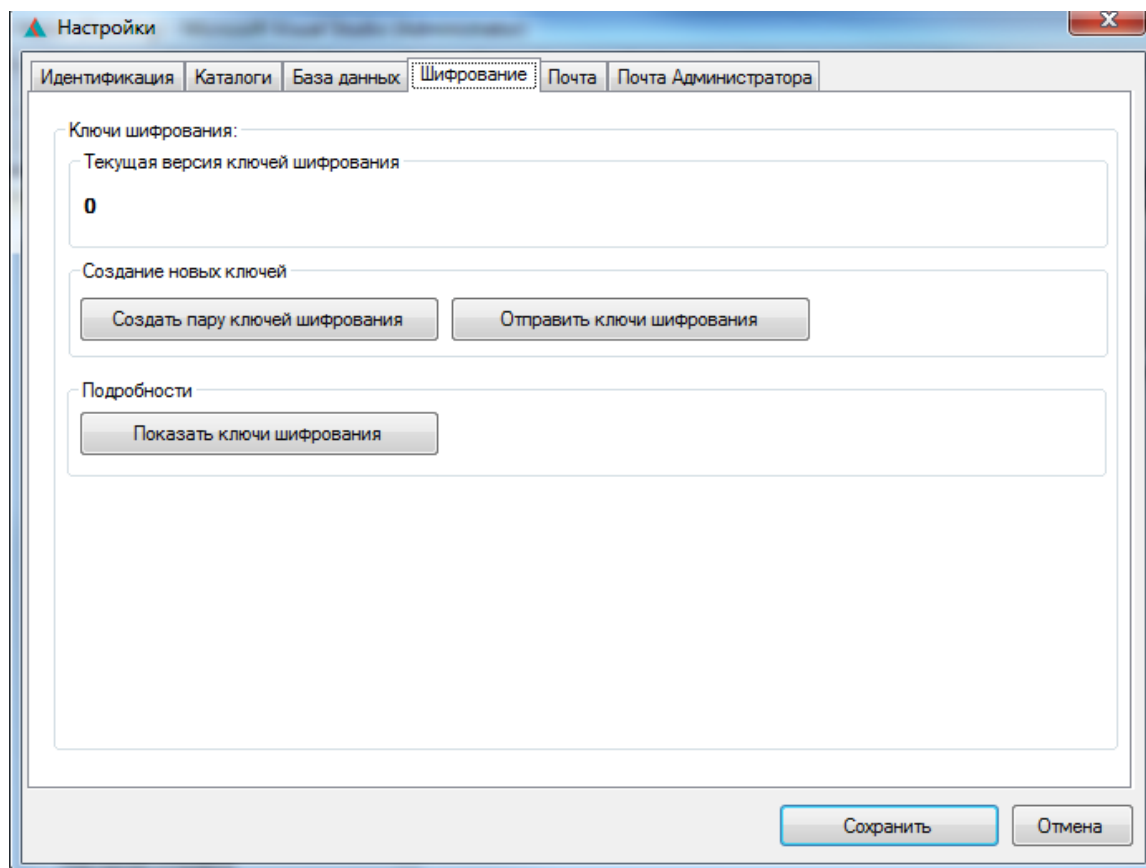 Настройки
Идентификация Каталоги База данных Шифрование Почта Почта Администратора
Ключи шифрования:
Текущая версия ключей шифрования
0
Создание новых ключей
Создать пару ключей шифрования Отправить ключи шифрования
Подробности
Показать ключи шифрования
Сохранить Отмена